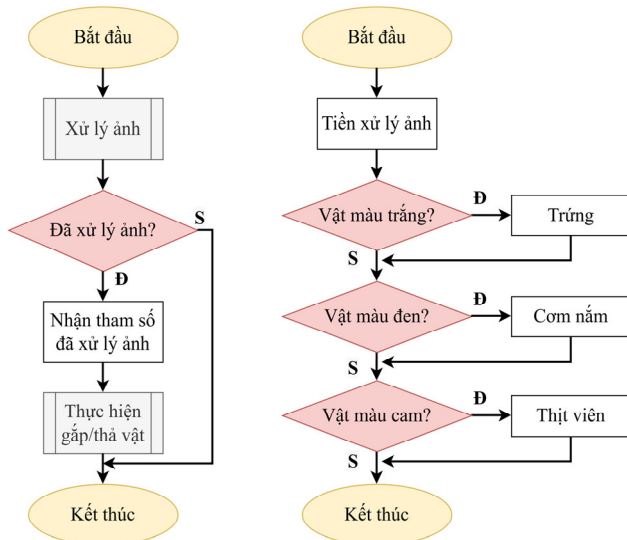 Bắt đầu
Xử lý ảnh
Đã xử lý ảnh?
S
Đ
Nhận tham số
đã xử lý ảnh
Thực hiện
gắp/thả vật
Kết thúc
Bắt đầu
Tiền xử lý ảnh
Vật màu trắng?
Đ
Trứng
S
Vật màu đen?
Đ
Cơm nắm
S
Vật màu cam?
Đ
Thịt viên
S
Kết thúc